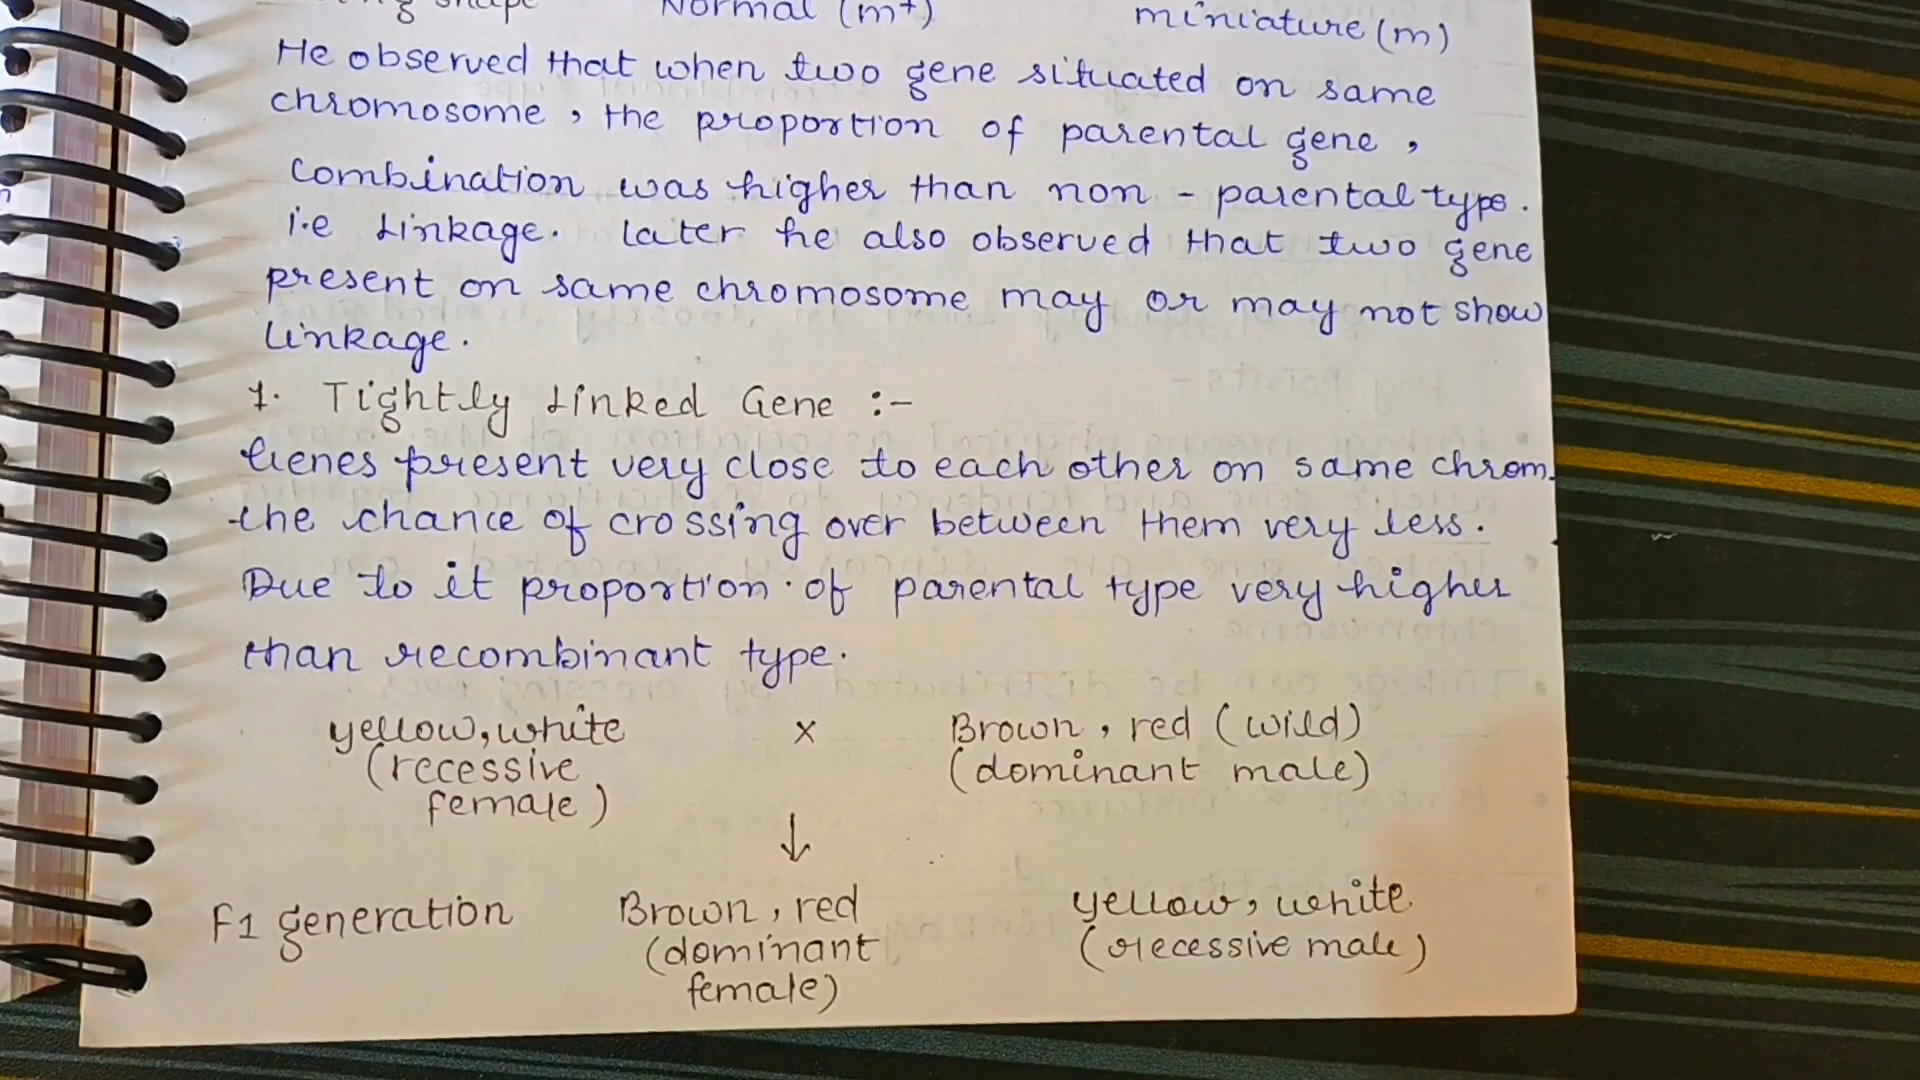 shape Normal (m+) miniature (m)
He observed that when two gene situated on same
chromosome, the proportion of parental gene,
Combination was higher than non - parental type.
i.e Linkage. Later he also observed that two gene
present on same chromosome may or may not show
Linkage.
1. Tightly Linked Gene :-
Genes present very close to each other on same chrom.
the chance of crossing over between them very less.
Due to it proportion of parental type very higher
than recombinant type.
yellow, white x Brown, red (wild)
(recessive (dominant male)
female)
↓
F1 generation Brown, red yellow, white.
(dominant (recessive male)
female)